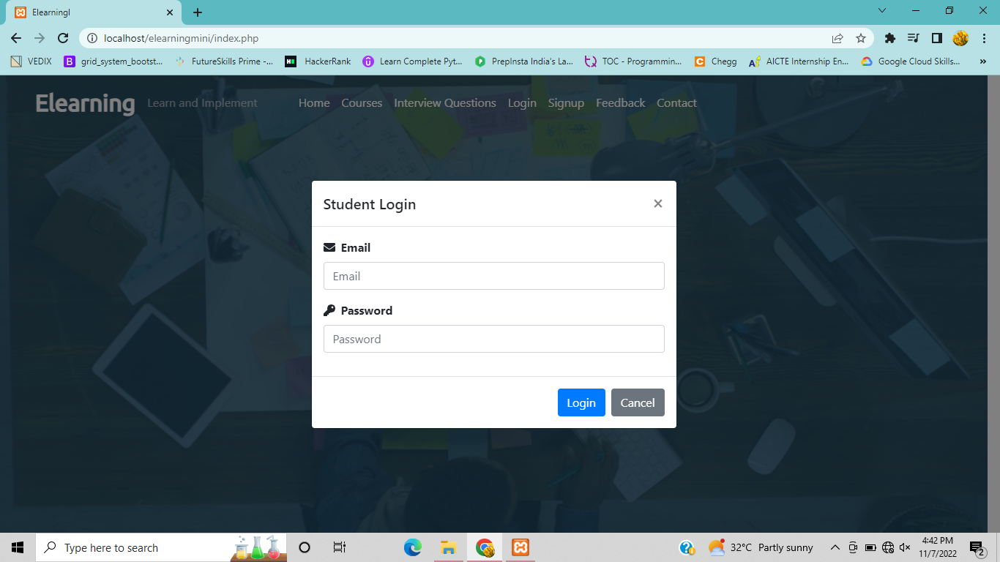 Elearningl
localhost/elearningmini/index.php
VEDIX grid_system_bootst... FutureSkills Prime -... HackerRank Learn Complete Pyt... PrepInsta India's La... TOC - Programmin... Chegg AICTE Internship En... Google Cloud Skills... »
Elearning Learn and Implement Home Courses Interview Questions Login Signup Feedback Contact
Student Login ×
Email
Email
Password
Password
Login Cancel
Type here to search
32°C Partly sunny
4:42 PM
11/7/2022
2